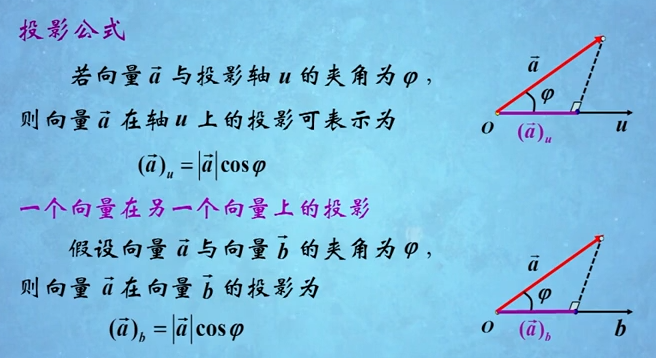 投影公式
若向量 a⃗ 与投影轴 u 的夹角为 φ，
则向量 a⃗ 在轴 u 上的投影可表示为
(a⃗)ᵤ = |a⃗| cosφ
a⃗
φ
O
(a⃗)ᵤ
u
一个向量在另一个向量上的投影
假设向量 a⃗ 与向量 b⃗ 的夹角为 φ，
则向量 a⃗ 在向量 b⃗ 的投影为
(a⃗)_b = |a⃗| cosφ
a⃗
φ
O
(a⃗)_b
b